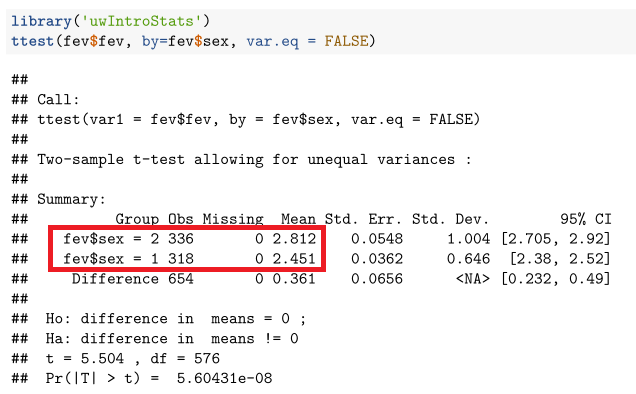 library('uwIntroStats')
ttest(fev$fev, by=fev$sex, var.eq = FALSE)
##
## Call:
## ttest(var1 = fev$fev, by = fev$sex, var.eq = FALSE)
##
## Two-sample t-test allowing for unequal variances :
##
## Summary:
##            Group Obs Missing  Mean Std. Err. Std. Dev.         95% CI
##      fev$sex = 2 336       0 2.812    0.0548     1.004  [2.705, 2.92]
##      fev$sex = 1 318       0 2.451    0.0362     0.646   [2.38, 2.52]
##       Difference 654       0 0.361    0.0656      <NA>  [0.232, 0.49]
##
##  Ho: difference in  means = 0 ;
##  Ha: difference in  means != 0
##  t = 5.504 , df = 576
##  Pr(|T| > t) =  5.60431e-08